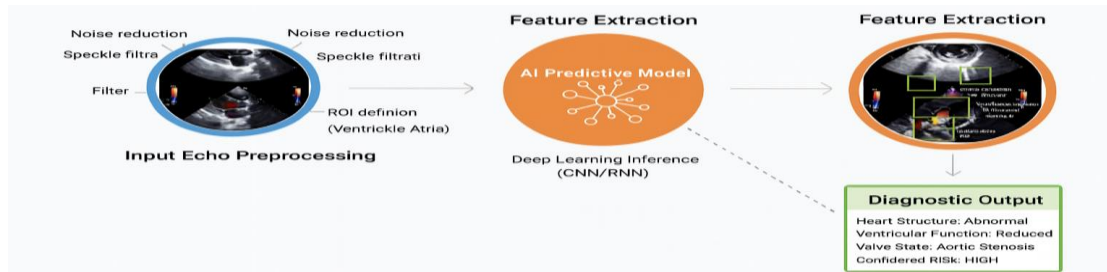 Noise reduction
Speckle filtra
Filter
Noise reduction
Speckle filtrati
ROI definion
(Ventrickle Atria)
Input Echo Preprocessing
Feature Extraction
AI Predictive Model
Deep Learning Inference
(CNN/RNN)
Feature Extraction
Diagnostic Output
Heart Structure: Abnormal
Ventricular Function: Reduced
Valve State: Aortic Stenosis
Confidered RISk: HIGH